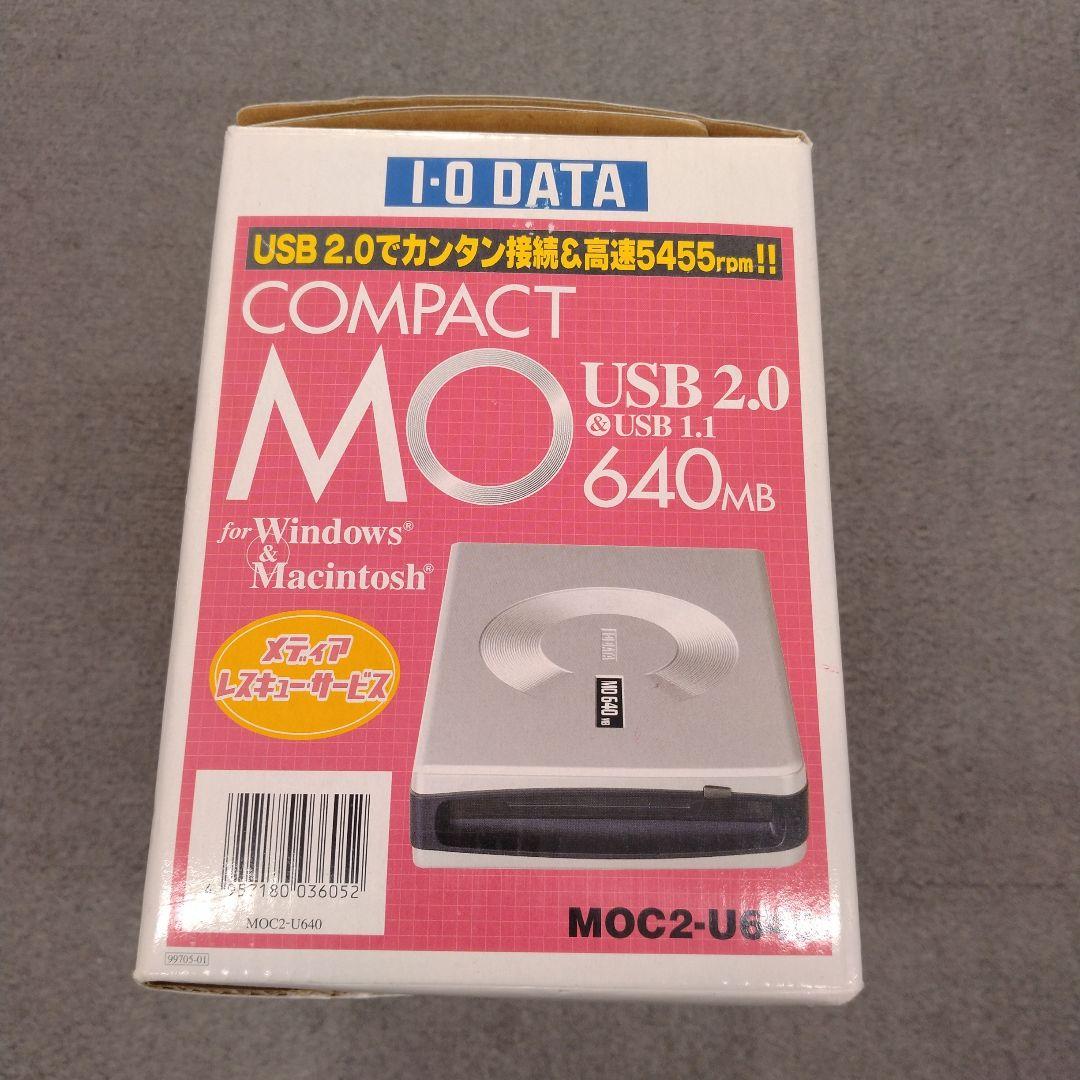 I·O DATA
USB 2.0でカンタン接続&高速5455rpm!!
COMPACT
MO
USB 2.0
& USB 1.1
640MB
for Windows®
&
Macintosh®
メディア
レスキュー・サービス
I·O DATA
MO 640 MB
4 957180 036052
MOC2-U640
MOC2-U64
99705-01